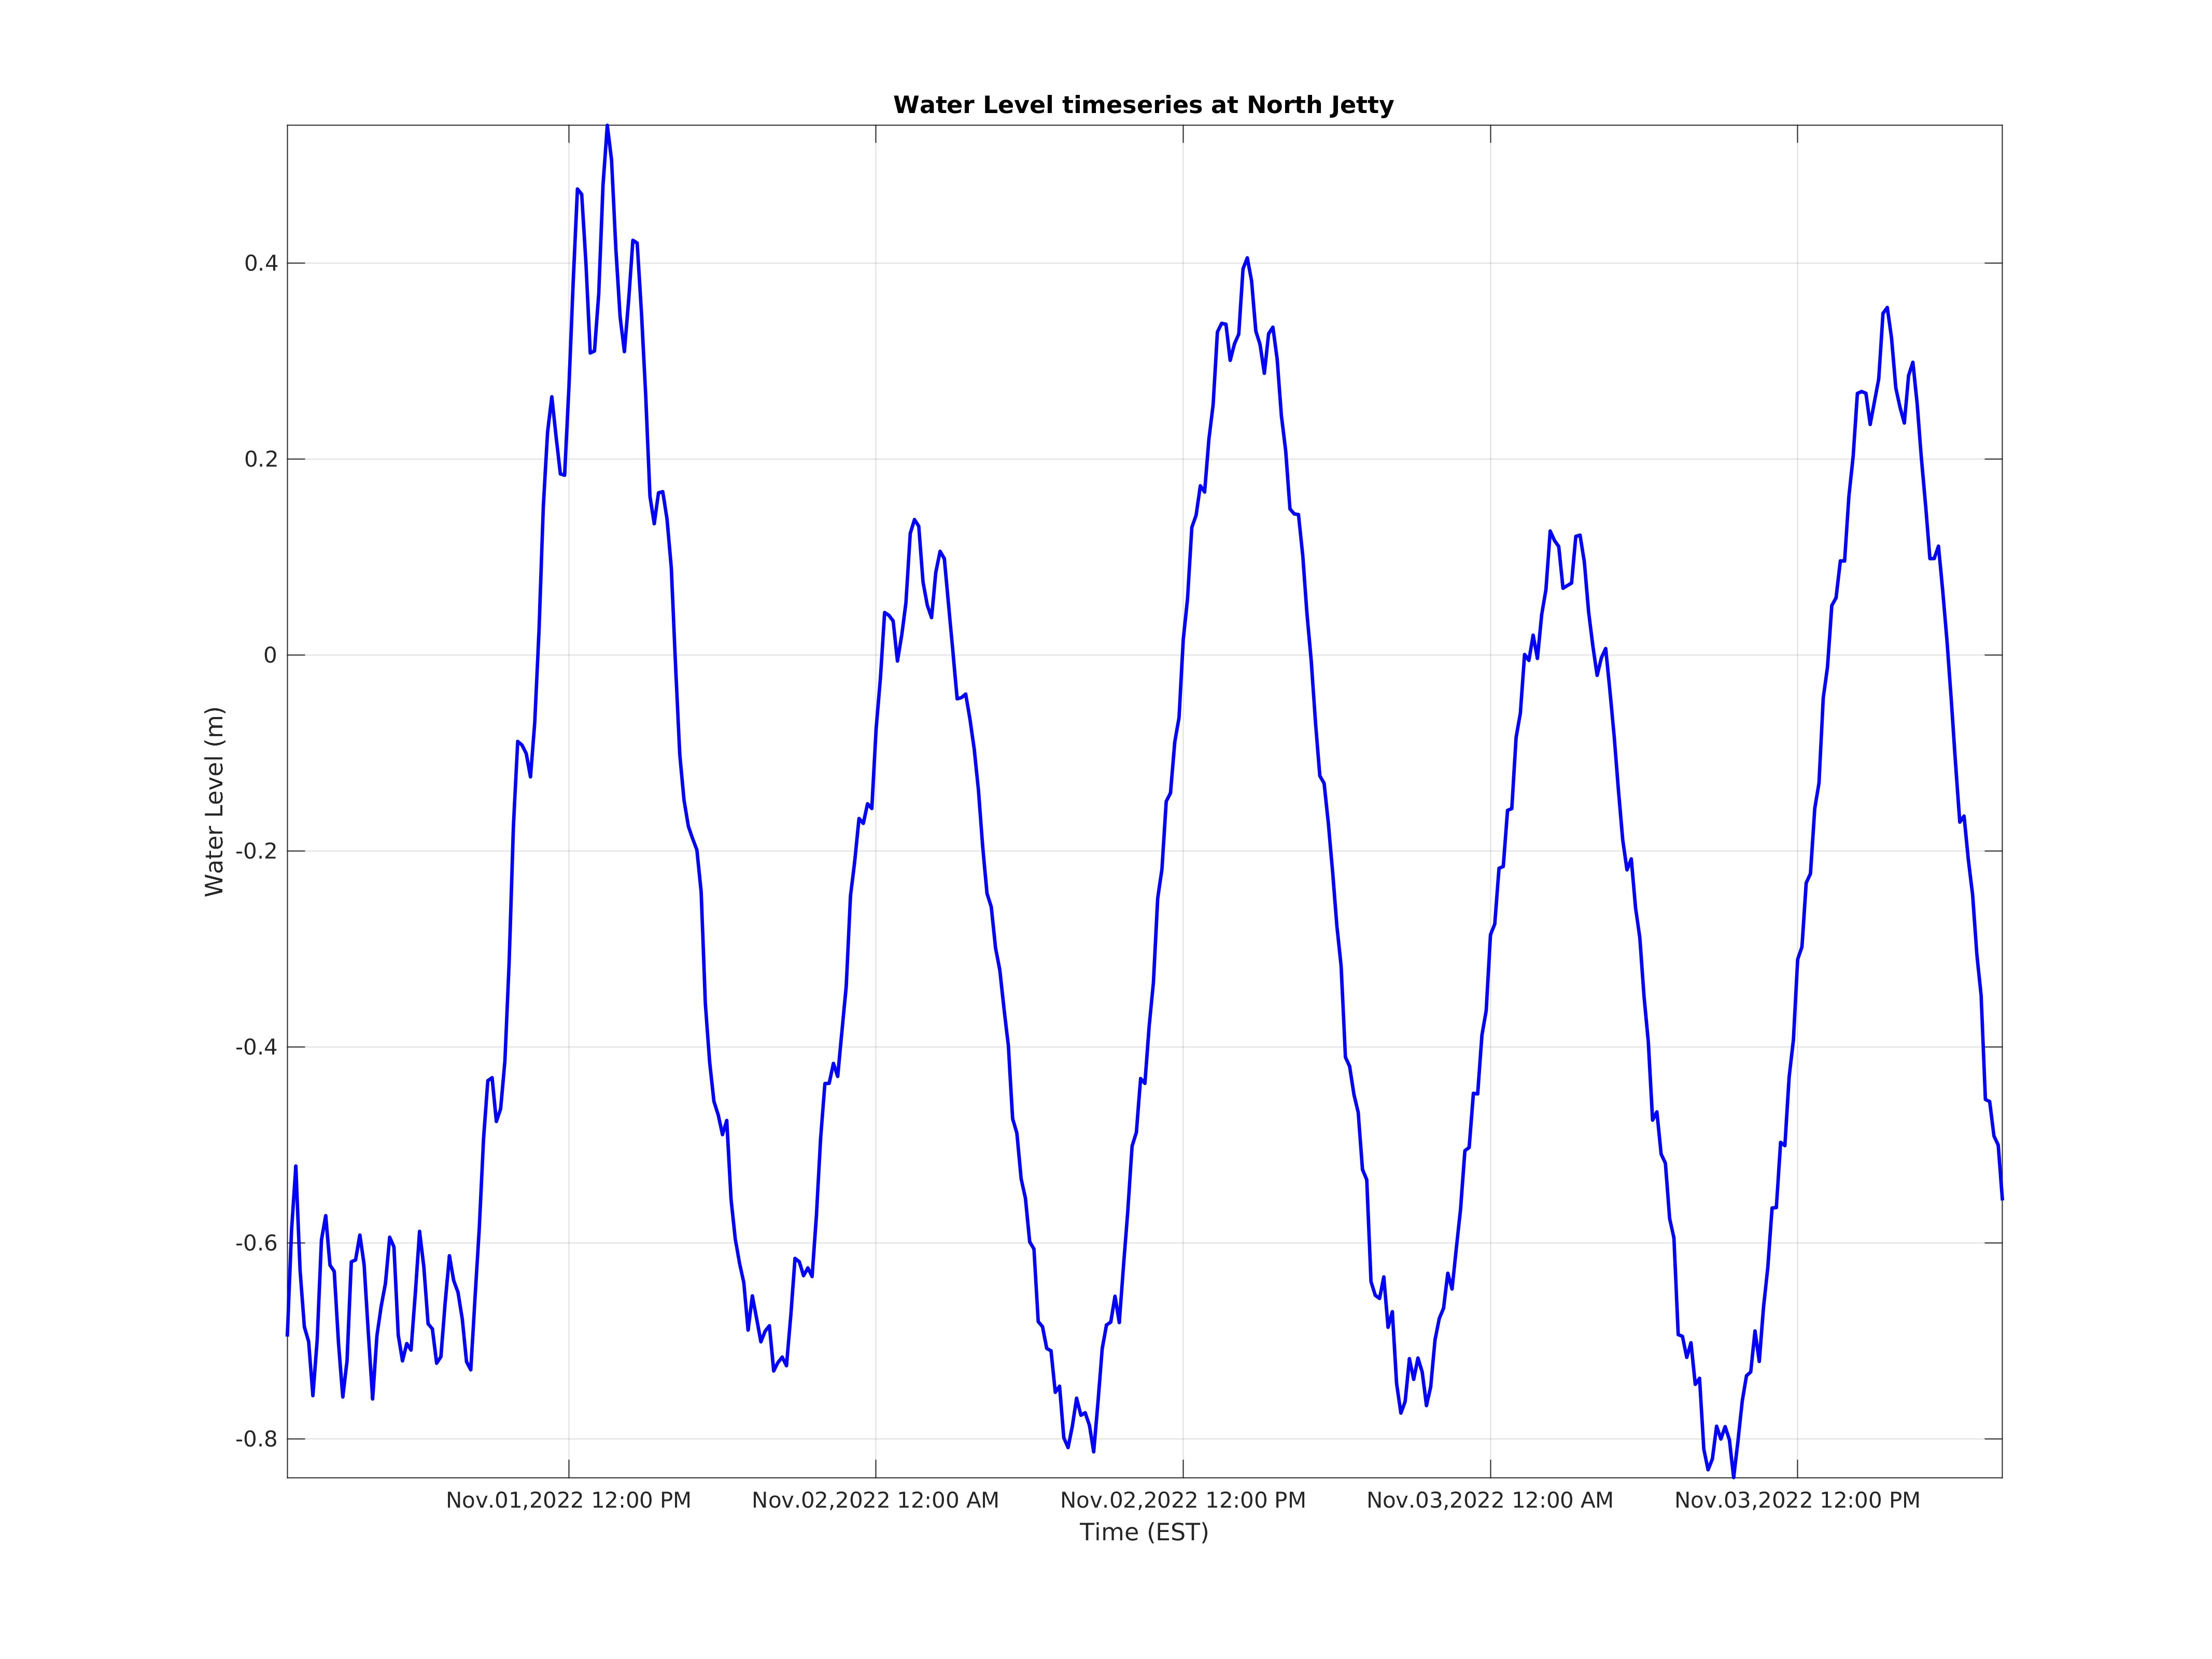 Water Level timeseries at North Jetty
0.4
0.2
0
-0.2
-0.4
-0.6
-0.8
Water Level (m)
Nov.01,2022 12:00 PM
Nov.02,2022 12:00 AM
Nov.02,2022 12:00 PM
Nov.03,2022 12:00 AM
Nov.03,2022 12:00 PM
Time (EST)